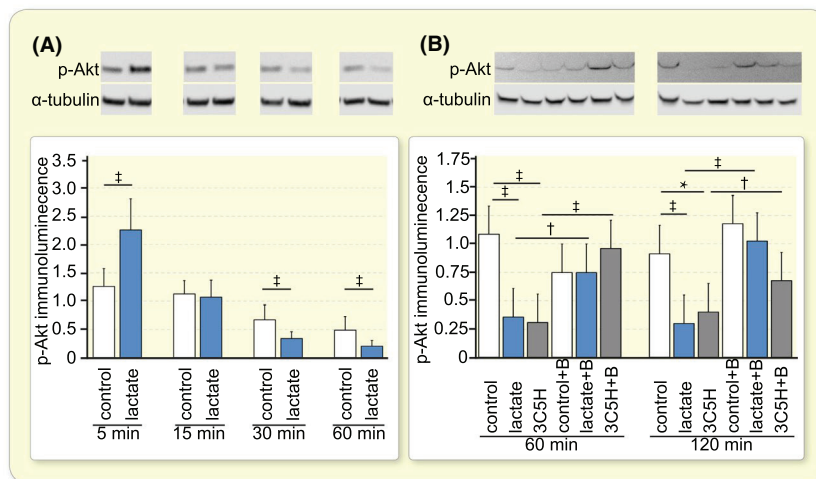 (A)
p-Akt
α-tubulin
p-Akt immunoluminecence
3.5
3.0
2.5
2.0
1.5
1.0
0.5
0
‡
‡
‡
control
lactate
control
lactate
control
lactate
control
lactate
5 min
15 min
30 min
60 min
(B)
p-Akt
α-tubulin
p-Akt immunoluminecence
1.75
1.5
1.25
1.0
0.75
0.5
0.25
0
‡
‡
‡
†
‡
*
†
‡
control
lactate
3C5H
control+B
lactate+B
3C5H+B
control
lactate
3C5H
control+B
lactate+B
3C5H+B
60 min
120 min